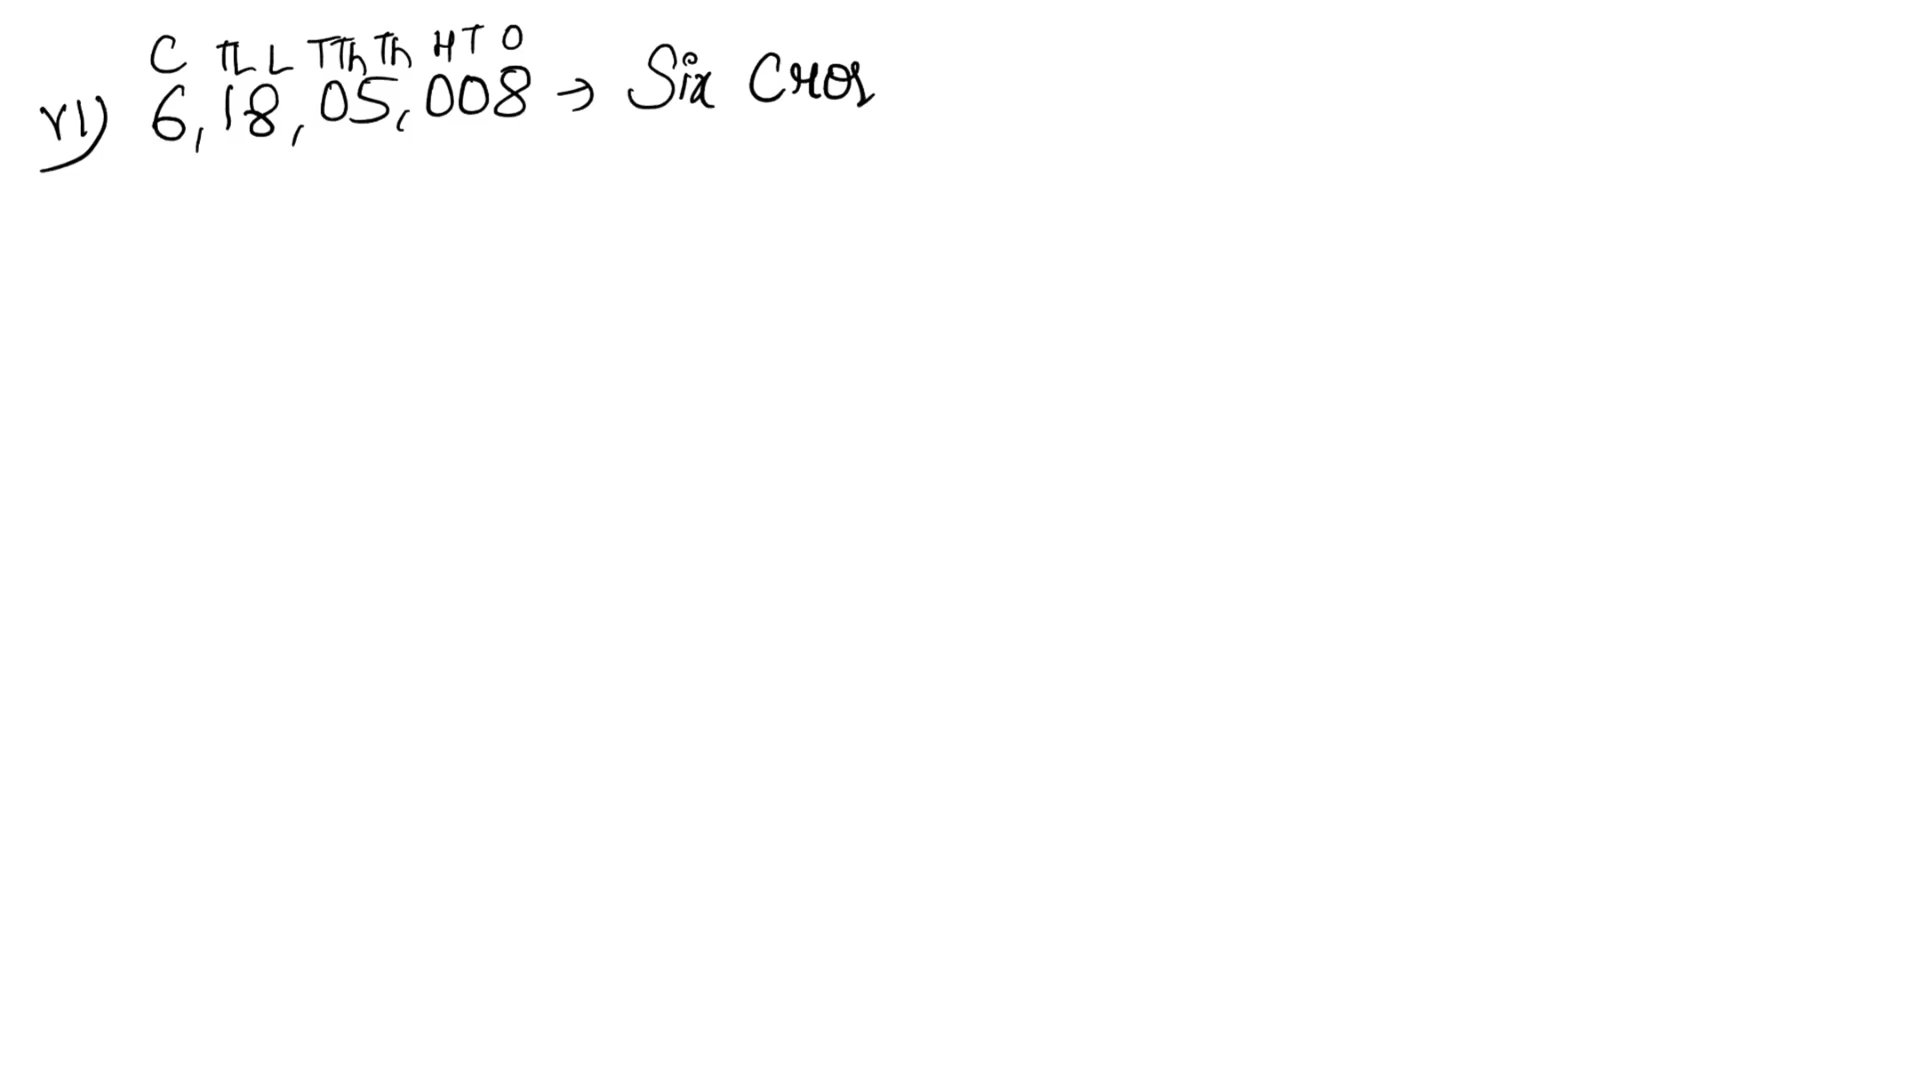 C TL L TTh Th H T O
vi) 6,18,05,008 → Six Cror